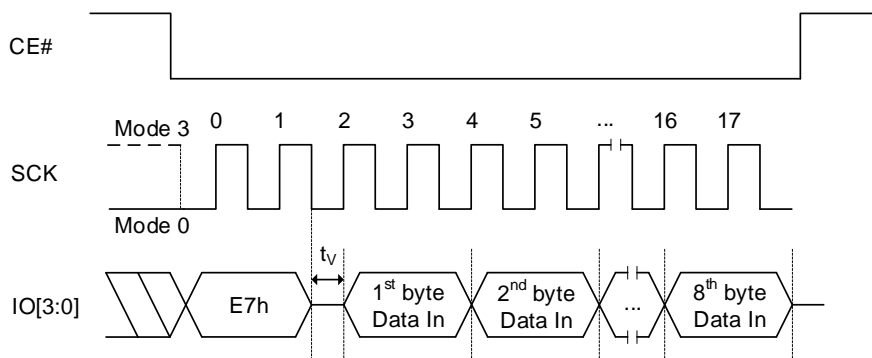 CE#
Mode 3
0 1 2 3 4 5 ... 16 17
SCK
Mode 0
tV
IO[3:0]
E7h
1st byte
Data In
2nd byte
Data In
...
8th byte
Data In